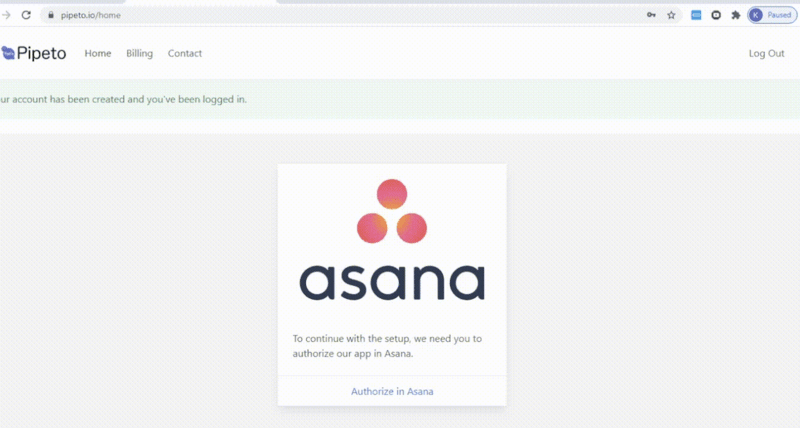 pipeto.io/home
K Paused
Pipeto Home Billing Contact Log Out
ur account has been created and you've been logged in.
asana
To continue with the setup, we need you to
authorize our app in Asana.
Authorize in Asana